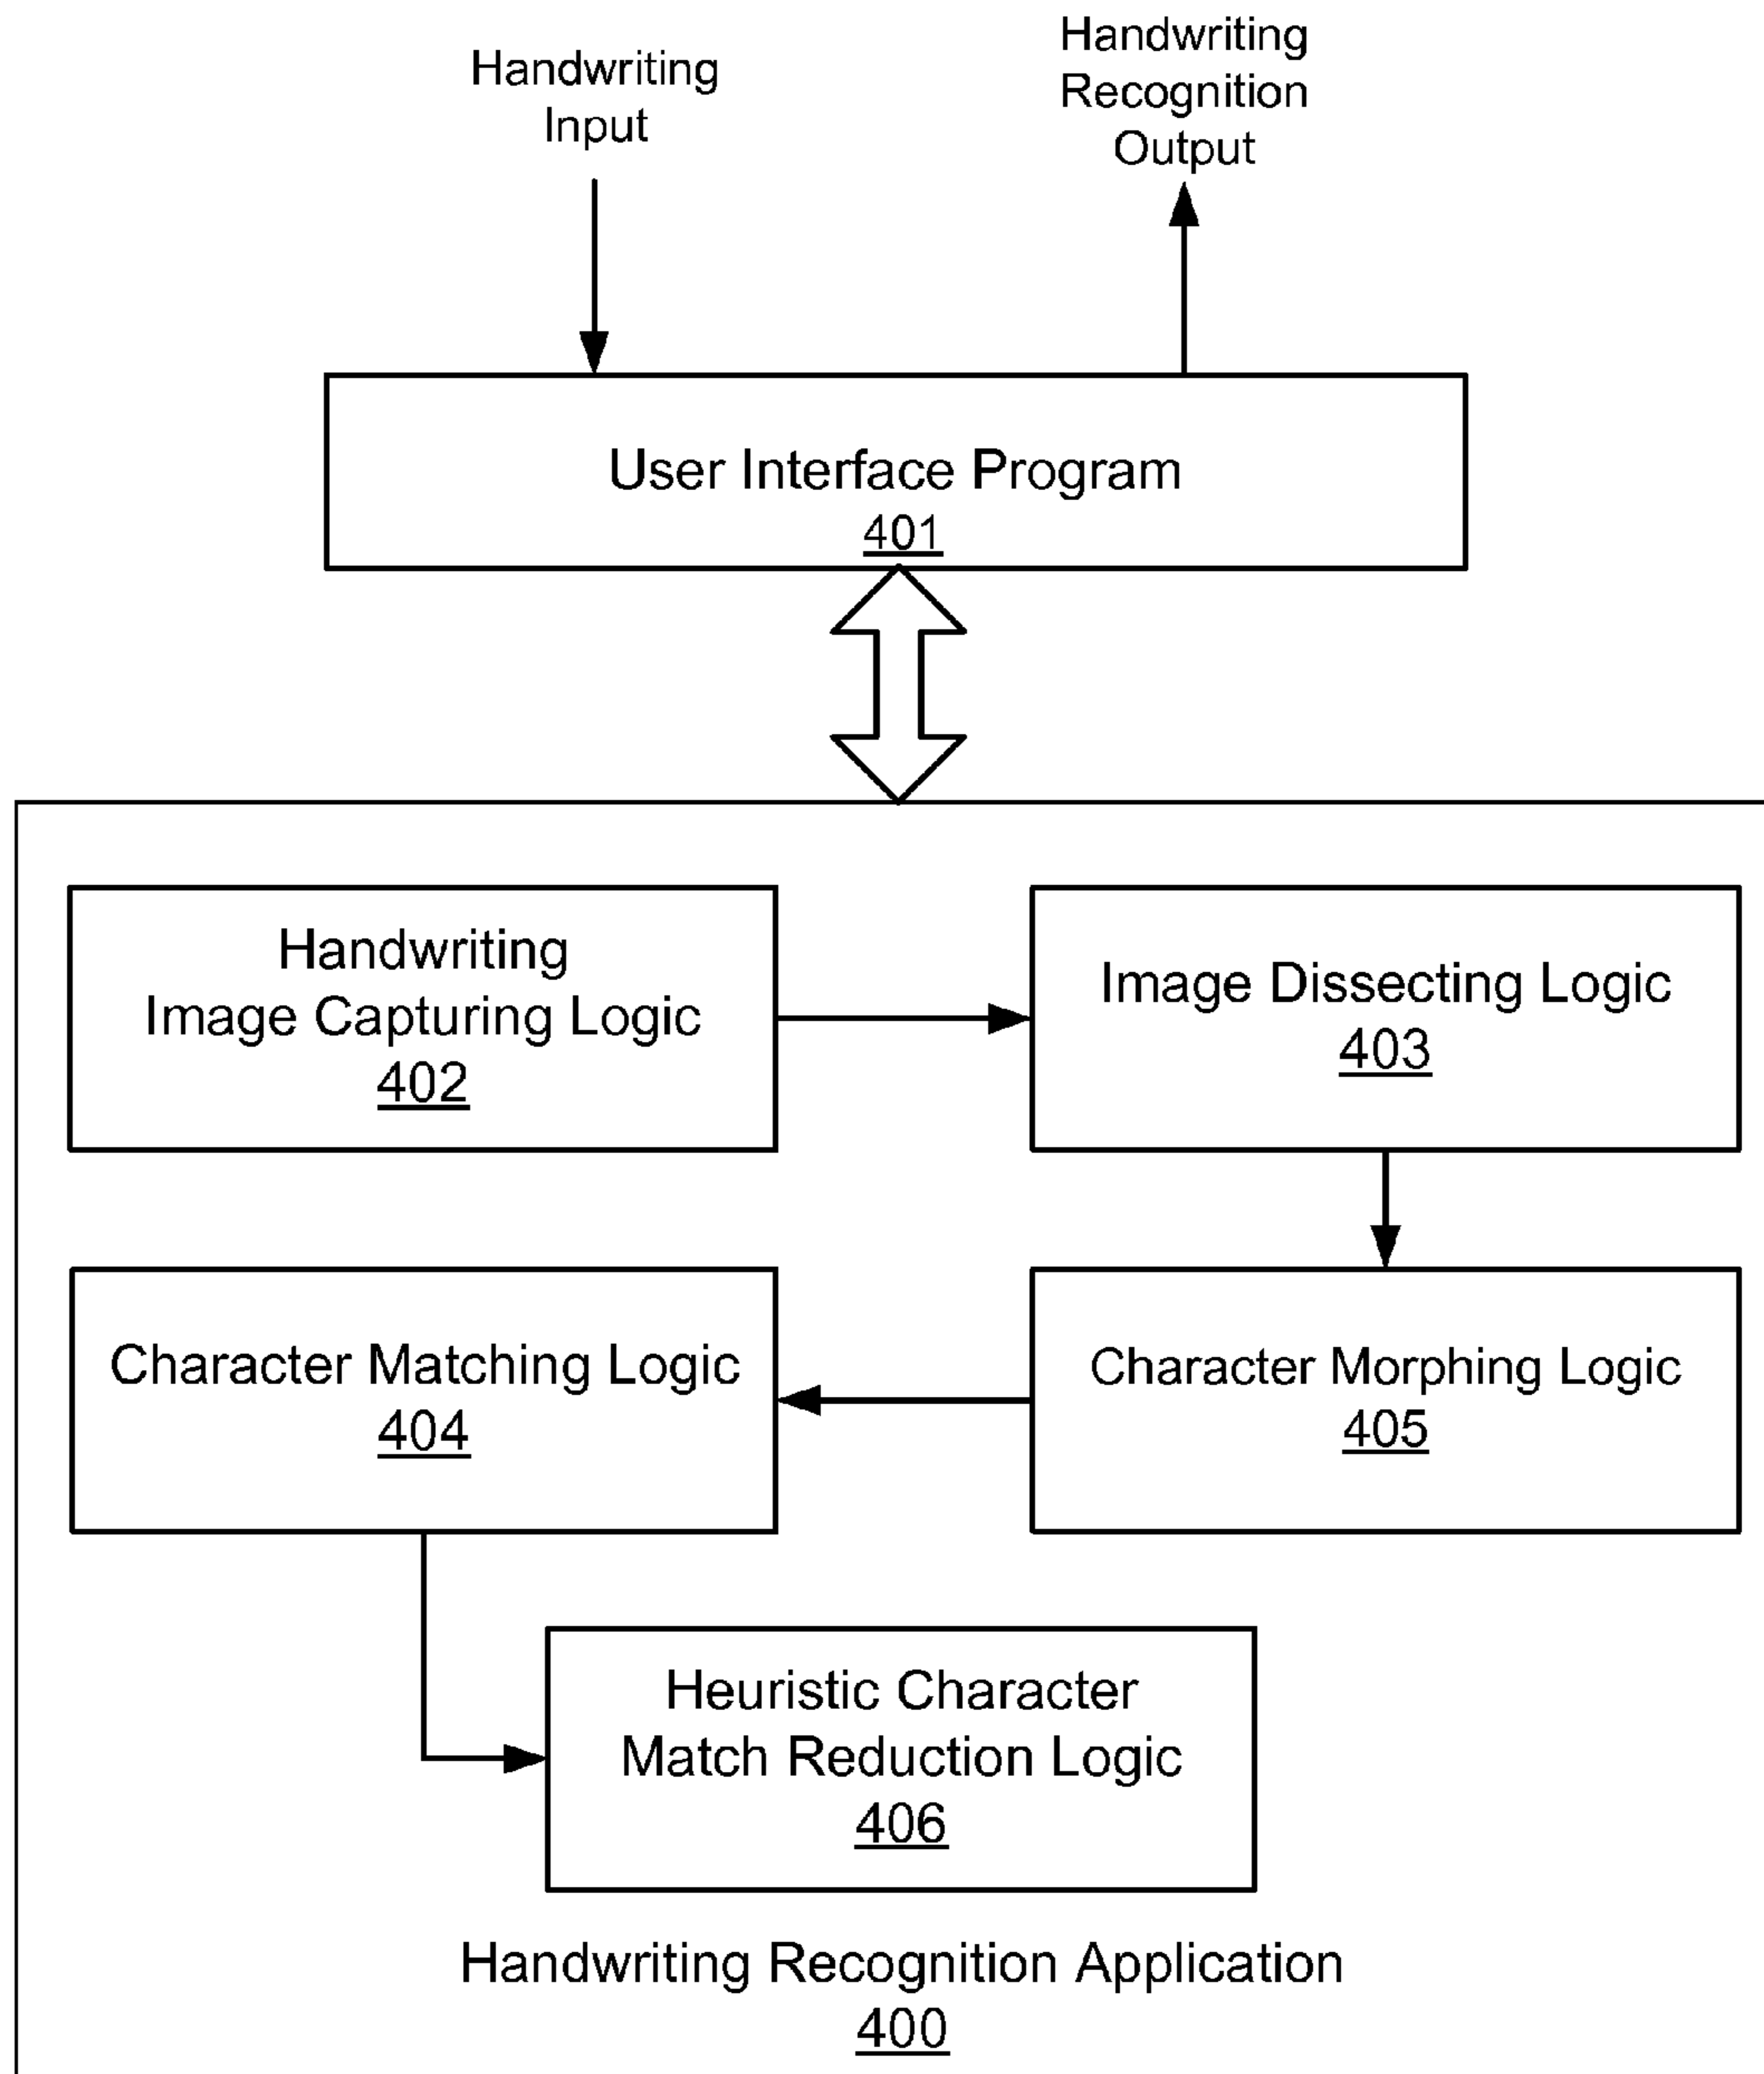 Handwriting
Input
Handwriting
Recognition
Output
User Interface Program
401
Handwriting
Image Capturing Logic
402
Image Dissecting Logic
403
Character Matching Logic
404
Character Morphing Logic
405
Heuristic Character
Match Reduction Logic
406
Handwriting Recognition Application
400